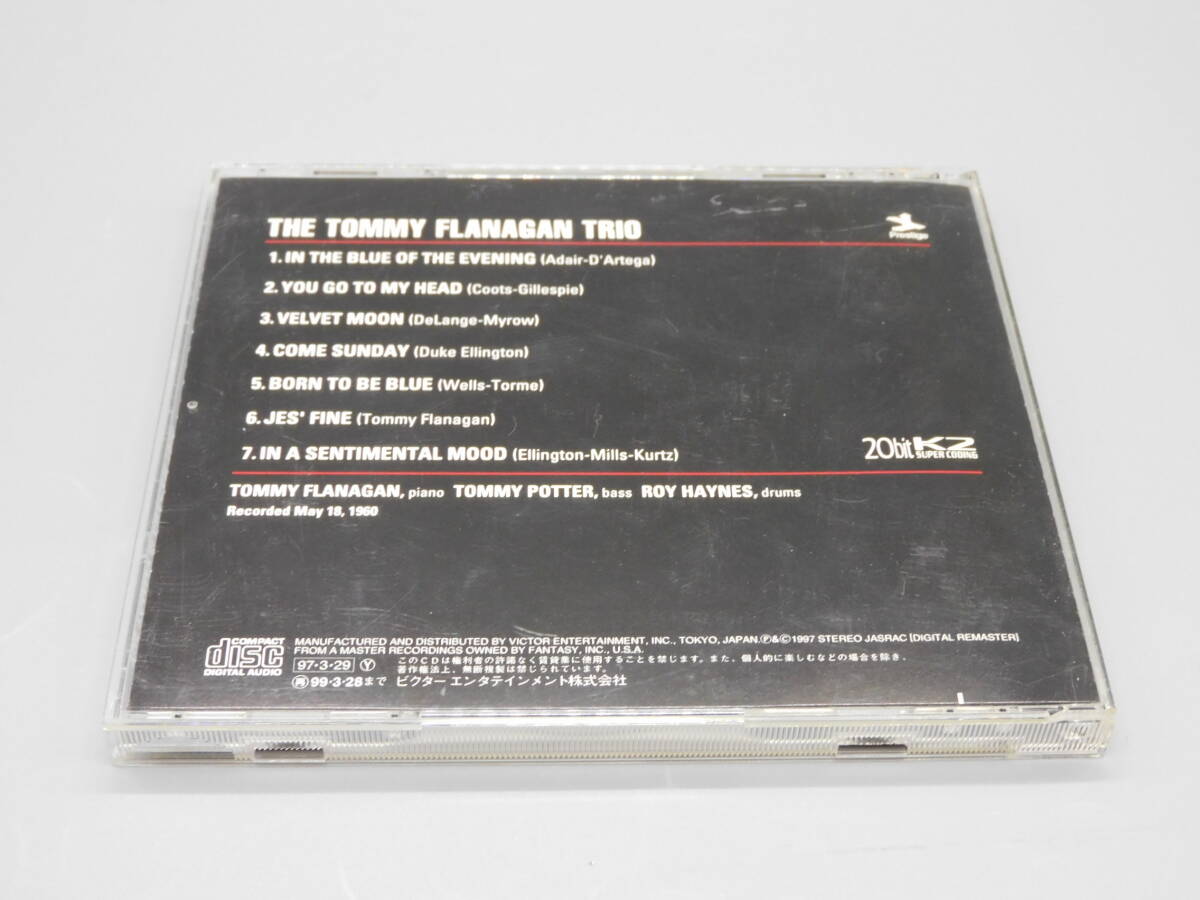 THE TOMMY FLANAGAN TRIO
Prestige
1. IN THE BLUE OF THE EVENING (Adair-D'Artega)
2. YOU GO TO MY HEAD (Coots-Gillespie)
3. VELVET MOON (DeLange-Myrow)
4. COME SUNDAY (Duke Ellington)
5. BORN TO BE BLUE (Wells-Torme)
6. JES' FINE (Tommy Flanagan)
7. IN A SENTIMENTAL MOOD (Ellington-Mills-Kurtz)
20bit K2
SUPER CODING
TOMMY FLANAGAN, piano TOMMY POTTER, bass ROY HAYNES, drums
Recorded May 18, 1960
COMPACT
disc
DIGITAL AUDIO
MANUFACTURED AND DISTRIBUTED BY VICTOR ENTERTAINMENT, INC., TOKYO, JAPAN. Ⓟ&©1997 STEREO JASRAC [DIGITAL REMASTER]
FROM A MASTER RECORDINGS OWNED BY FANTASY, INC., U.S.A.
97・3・29 Ⓨ このCDは権利者の許諾なく賃貸業に使用することを禁じます。また、個人的に楽しむなどの場合を除き、
著作権法上、無断複製は禁じられています。
㊢99・3・28まで ビクター エンタテインメント株式会社